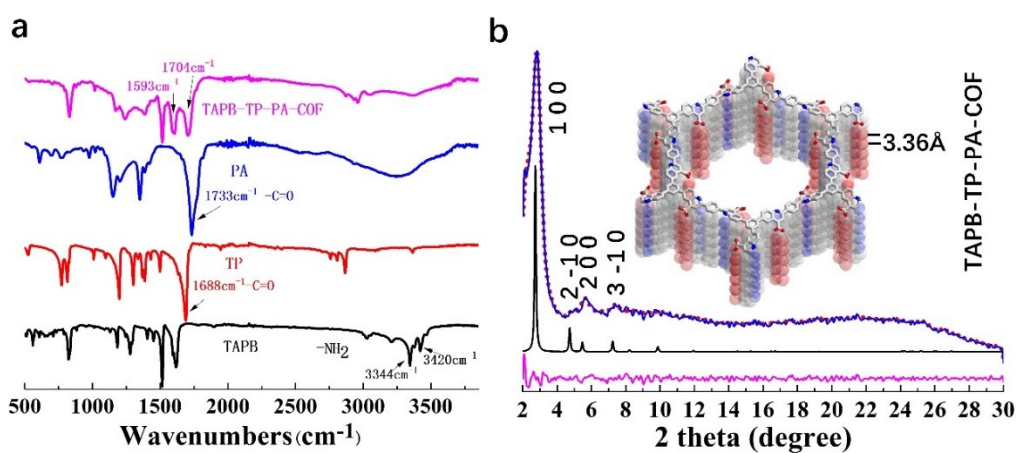 a
1704cm-1
1593cm-1
TAPB-TP-PA-COF
PA
1733cm-1 -C=O
TP
1688cm-1-C=O
TAPB
-NH2
3420cm-1
3344cm-1
500 1000 1500 2000 2500 3000 3500
Wavenumbers(cm-1)
b
1 0 0
2 -1 0
2 0 0
3 -1 0
=3.36Å
TAPB-TP-PA-COF
2 4 6 8 10 12 14 16 18 20 22 24 26 28 30
2 theta (degree)